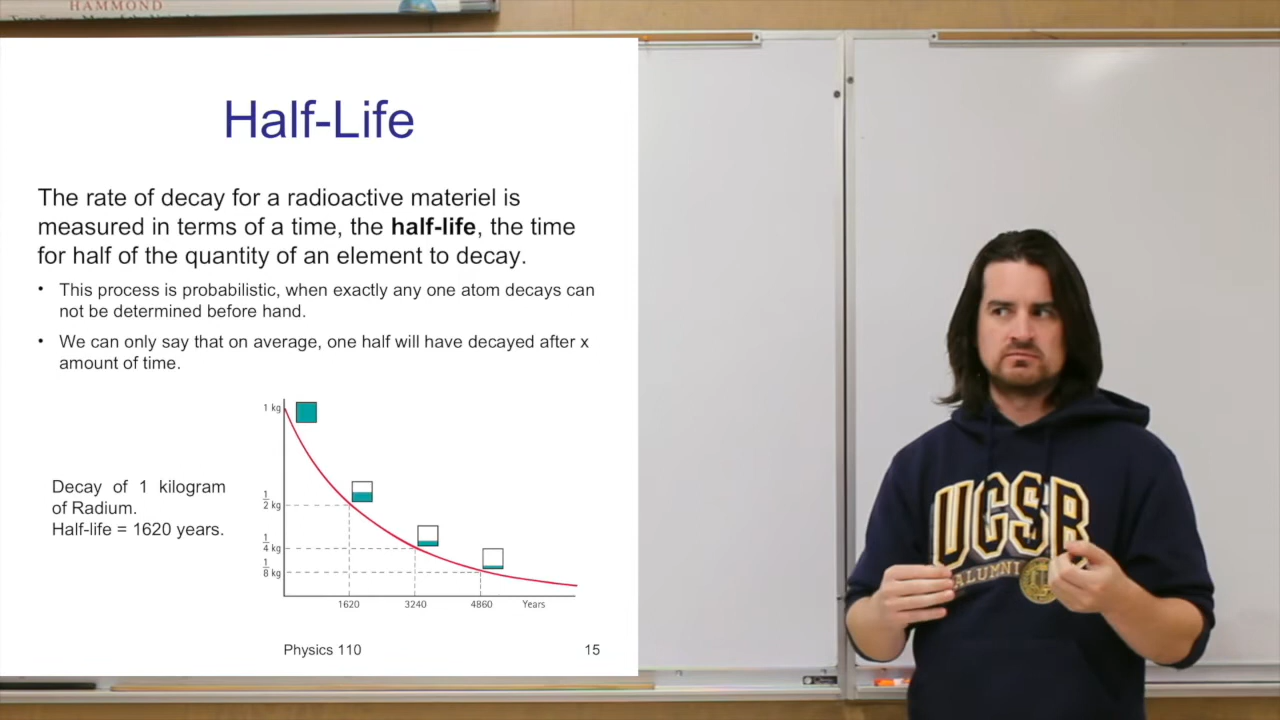 HAMMOND
Half-Life
The rate of decay for a radioactive materiel is
measured in terms of a time, the half-life, the time
for half of the quantity of an element to decay.
• This process is probabilistic, when exactly any one atom decays can
not be determined before hand.
• We can only say that on average, one half will have decayed after x
amount of time.
1 kg
1/2 kg
1/4 kg
1/8 kg
Decay of 1 kilogram
of Radium.
Half-life = 1620 years.
1620 3240 4860 Years
Physics 110 15
UCSB
ALUMNI